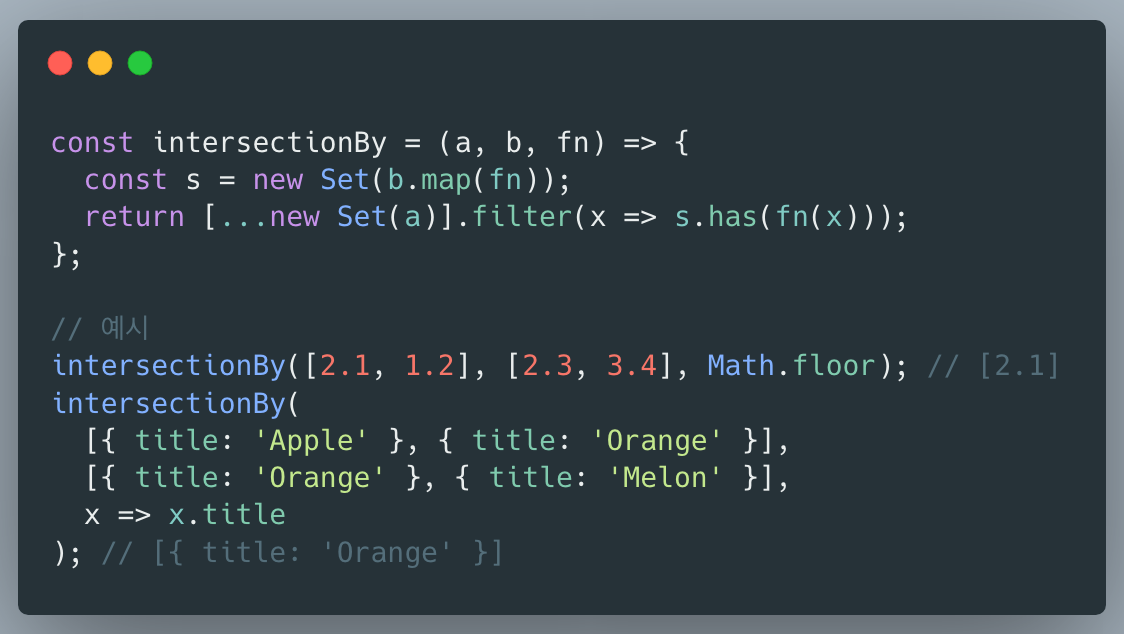 const intersectionBy = (a, b, fn) => {
  const s = new Set(b.map(fn));
  return [...new Set(a)].filter(x => s.has(fn(x)));
};

// 예시
intersectionBy([2.1, 1.2], [2.3, 3.4], Math.floor); // [2.1]
intersectionBy(
  [{ title: 'Apple' }, { title: 'Orange' }],
  [{ title: 'Orange' }, { title: 'Melon' }],
  x => x.title
); // [{ title: 'Orange' }]